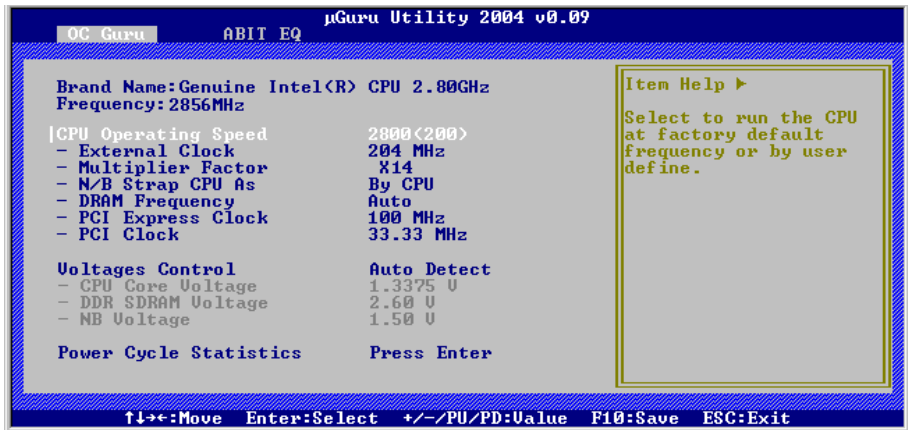 µGuru Utility 2004 v0.09
OC Guru ABIT EQ
Brand Name:Genuine Intel(R) CPU 2.80GHz
Frequency:2856MHz
CPU Operating Speed 2800(200)
- External Clock 204 MHz
- Multiplier Factor X14
- N/B Strap CPU As By CPU
- DRAM Frequency Auto
- PCI Express Clock 100 MHz
- PCI Clock 33.33 MHz
Voltages Control Auto Detect
- CPU Core Voltage 1.3375 V
- DDR SDRAM Voltage 2.60 V
- NB Voltage 1.50 V
Power Cycle Statistics Press Enter
Item Help ►
Select to run the CPU
at factory default
frequency or by user
define.
↑↓→←:Move Enter:Select +/-/PU/PD:Value F10:Save ESC:Exit